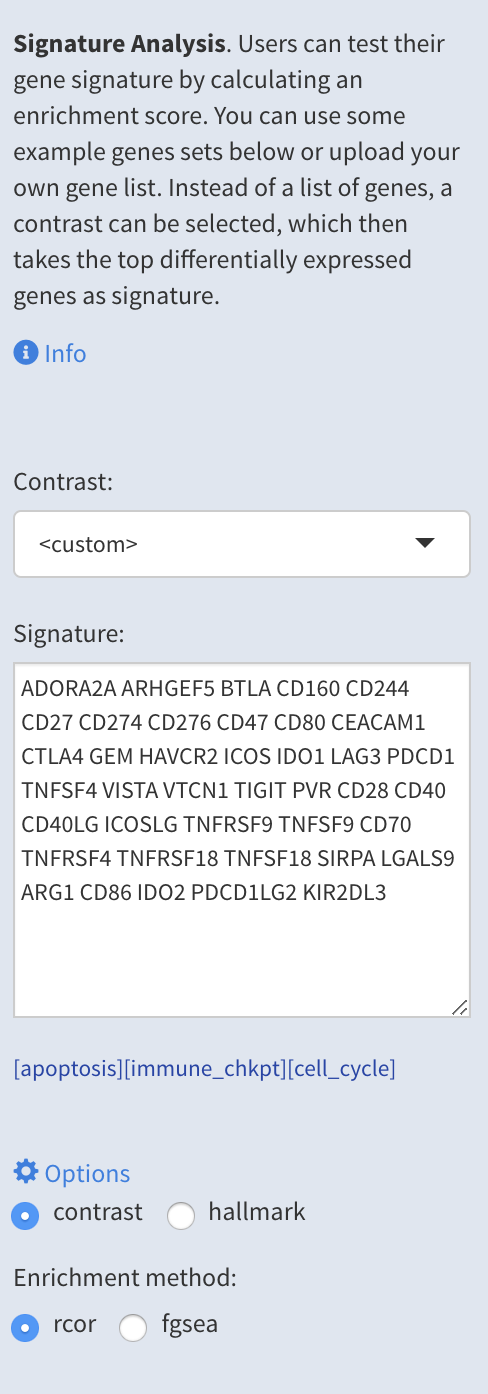 Signature Analysis. Users can test their
gene signature by calculating an
enrichment score. You can use some
example genes sets below or upload your
own gene list. Instead of a list of genes, a
contrast can be selected, which then
takes the top differentially expressed
genes as signature.
Info
Contrast:
<custom>
Signature:
ADORA2A ARHGEF5 BTLA CD160 CD244
CD27 CD274 CD276 CD47 CD80 CEACAM1
CTLA4 GEM HAVCR2 ICOS IDO1 LAG3 PDCD1
TNFSF4 VISTA VTCN1 TIGIT PVR CD28 CD40
CD40LG ICOSLG TNFRSF9 TNFSF9 CD70
TNFRSF4 TNFRSF18 TNFSF18 SIRPA LGALS9
ARG1 CD86 IDO2 PDCD1LG2 KIR2DL3
[apoptosis][immune_chkpt][cell_cycle]
Options
contrast hallmark
Enrichment method:
rcor fgsea